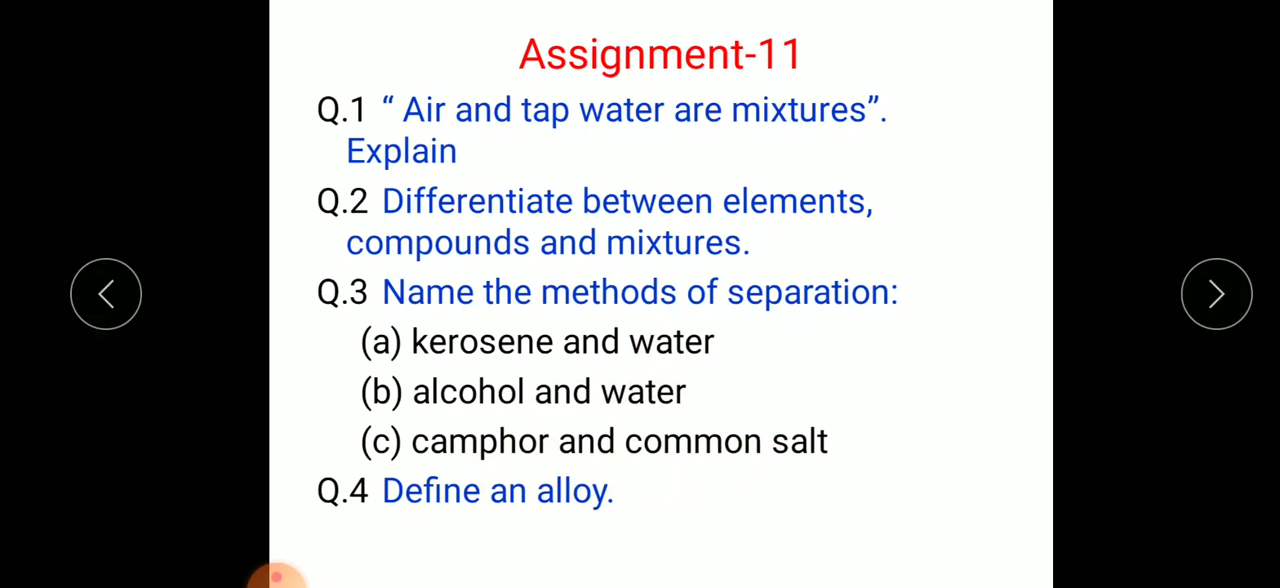 Assignment-11
Q.1 “ Air and tap water are mixtures”.
Explain
Q.2 Differentiate between elements,
compounds and mixtures.
Q.3 Name the methods of separation:
(a) kerosene and water
(b) alcohol and water
(c) camphor and common salt
Q.4 Define an alloy.